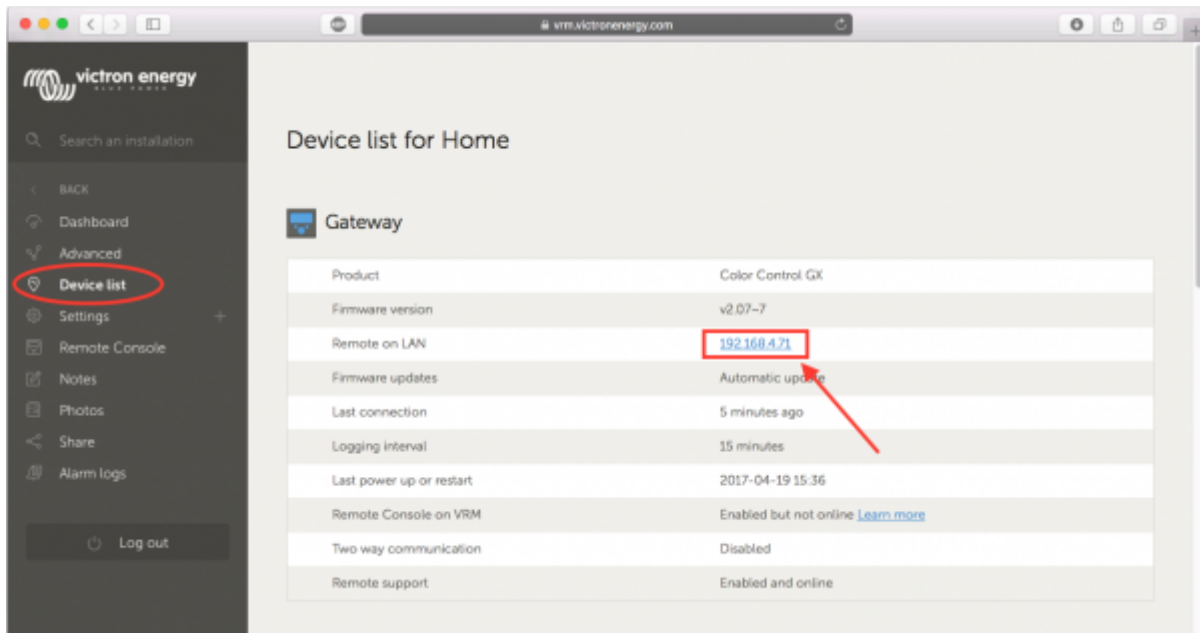 vrm.victronenergy.com
victron energy
BLUE POWER
Search an installation
BACK
Dashboard
Advanced
Device list
Settings
Remote Console
Notes
Photos
Share
Alarm logs
Log out
Device list for Home
Gateway
Product Color Control GX
Firmware version v2.07~7
Remote on LAN 192.168.4.71
Firmware updates Automatic update
Last connection 5 minutes ago
Logging interval 15 minutes
Last power up or restart 2017-04-19 15:36
Remote Console on VRM Enabled but not online Learn more
Two way communication Disabled
Remote support Enabled and online